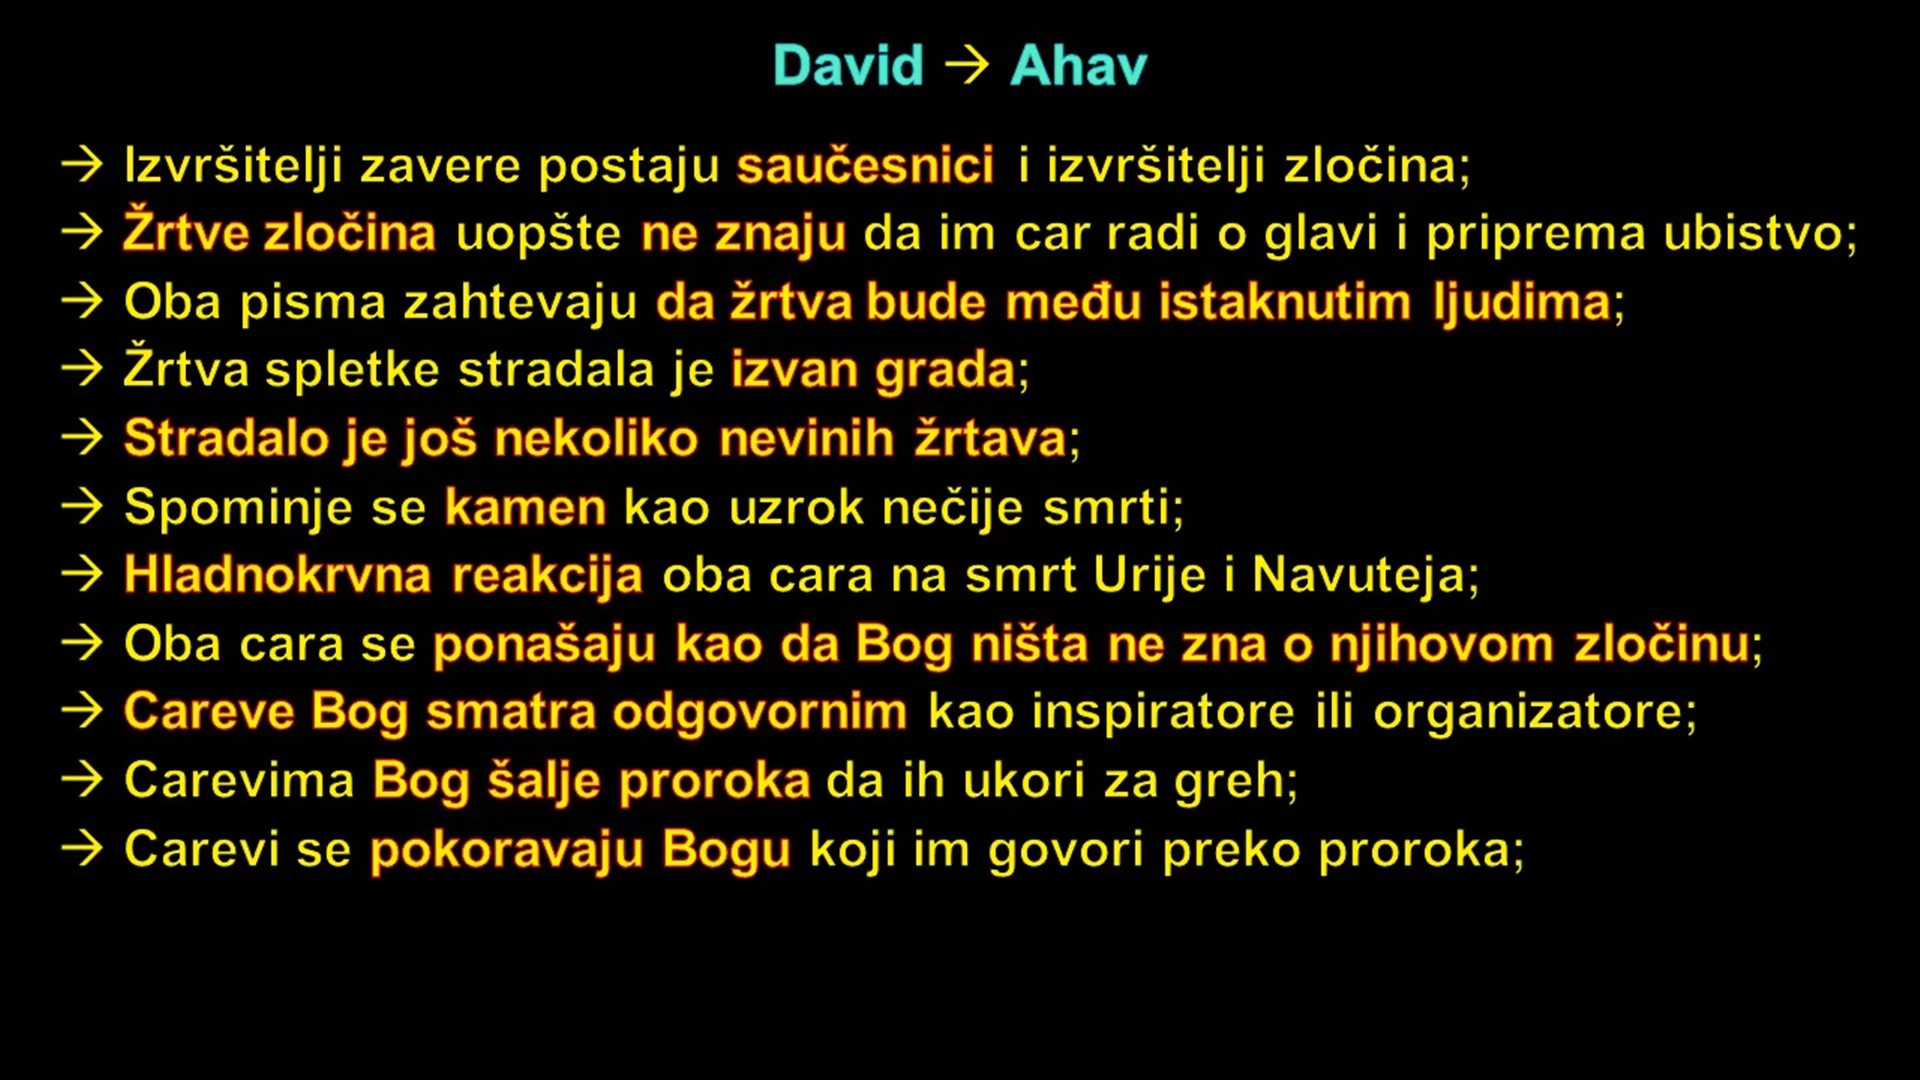 David → Ahav
→ Izvršitelji zavere postaju saučesnici i izvršitelji zločina;
→ Žrtve zločina uopšte ne znaju da im car radi o glavi i priprema ubistvo;
→ Oba pisma zahtevaju da žrtva bude među istaknutim ljudima;
→ Žrtva spletke stradala je izvan grada;
→ Stradalo je još nekoliko nevinih žrtava;
→ Spominje se kamen kao uzrok nečije smrti;
→ Hladnokrvna reakcija oba cara na smrt Urije i Navuteja;
→ Oba cara se ponašaju kao da Bog ništa ne zna o njihovom zločinu;
→ Careve Bog smatra odgovornim kao inspiratore ili organizatore;
→ Carevima Bog šalje proroka da ih ukori za greh;
→ Carevi se pokoravaju Bogu koji im govori preko proroka;